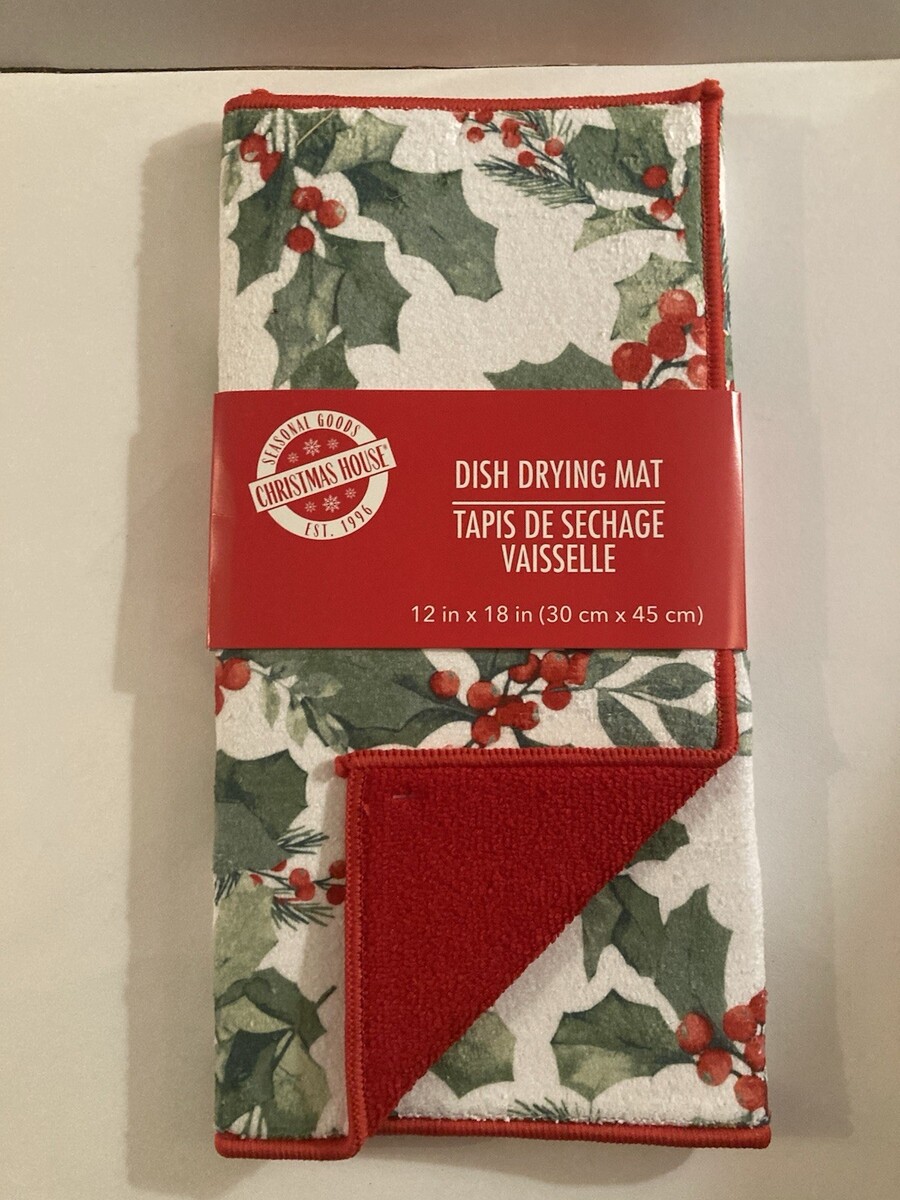 SEASONAL GOODS
CHRISTMAS HOUSE®
EST. 1996
DISH DRYING MAT
TAPIS DE SECHAGE
VAISSELLE
12 in x 18 in (30 cm x 45 cm)